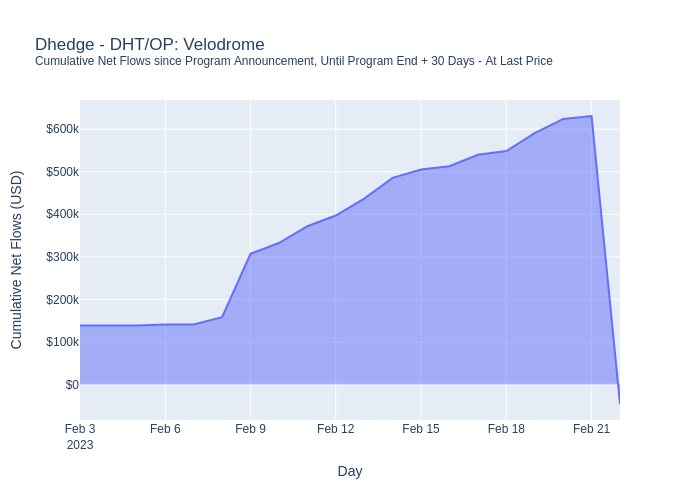 Dhedge - DHT/OP: Velodrome
Cumulative Net Flows since Program Announcement, Until Program End + 30 Days - At Last Price
Cumulative Net Flows (USD)
$600k
$500k
$400k
$300k
$200k
$100k
$0
Feb 3 Feb 6 Feb 9 Feb 12 Feb 15 Feb 18 Feb 21
2023
Day